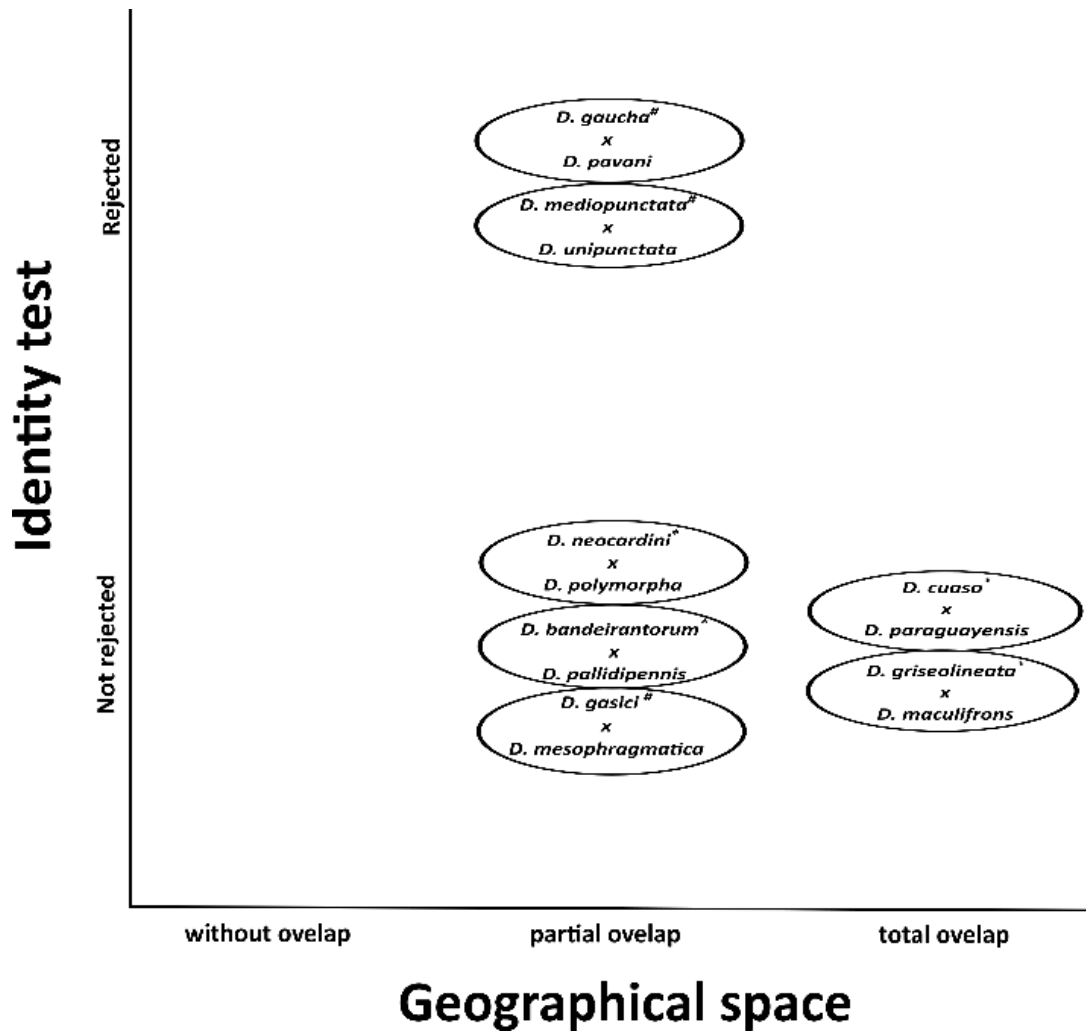 Identity test
Rejected
D. gaucha#
x
D. pavani
D. mediopunctata#
x
D. unipunctata
Not rejected
D. neocardini*
x
D. polymorpha
D. bandeirantorum^
x
D. pallidipennis
D. gasici #
x
D. mesophragmatica
D. cuaso*
x
D. paraguayensis
D. griseolineata*
x
D. maculifrons
without ovelap
partial ovelap
total ovelap
Geographical space